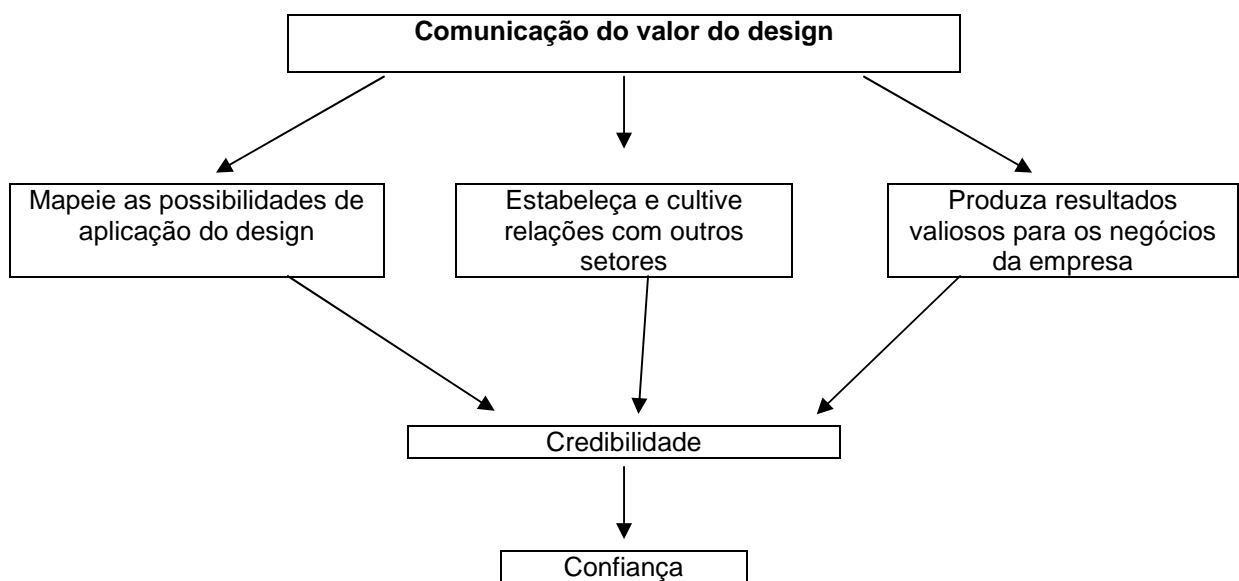 Comunicação do valor do design
Mapeie as possibilidades de
aplicação do design
Estabeleça e cultive
relações com outros
setores
Produza resultados
valiosos para os negócios
da empresa
Credibilidade
Confiança